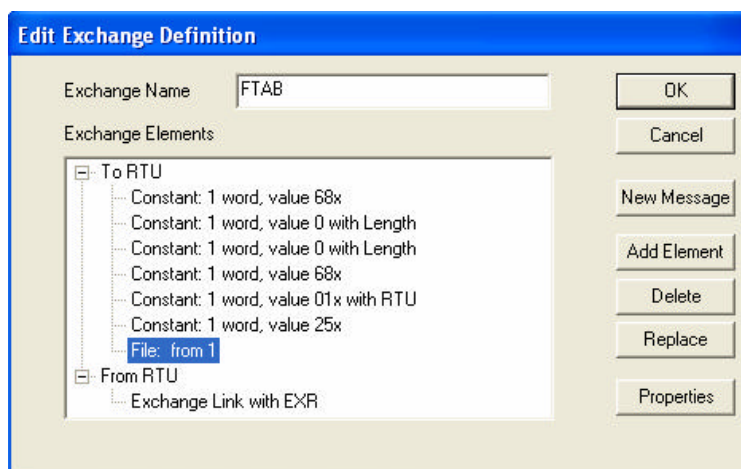 Edit Exchange Definition
Exchange Name FTAB OK
Exchange Elements Cancel
To RTU
Constant: 1 word, value 68x
Constant: 1 word, value 0 with Length
Constant: 1 word, value 0 with Length
Constant: 1 word, value 68x
Constant: 1 word, value 01x with RTU
Constant: 1 word, value 25x
File: from 1
From RTU
Exchange Link with EXR
New Message
Add Element
Delete
Replace
Properties